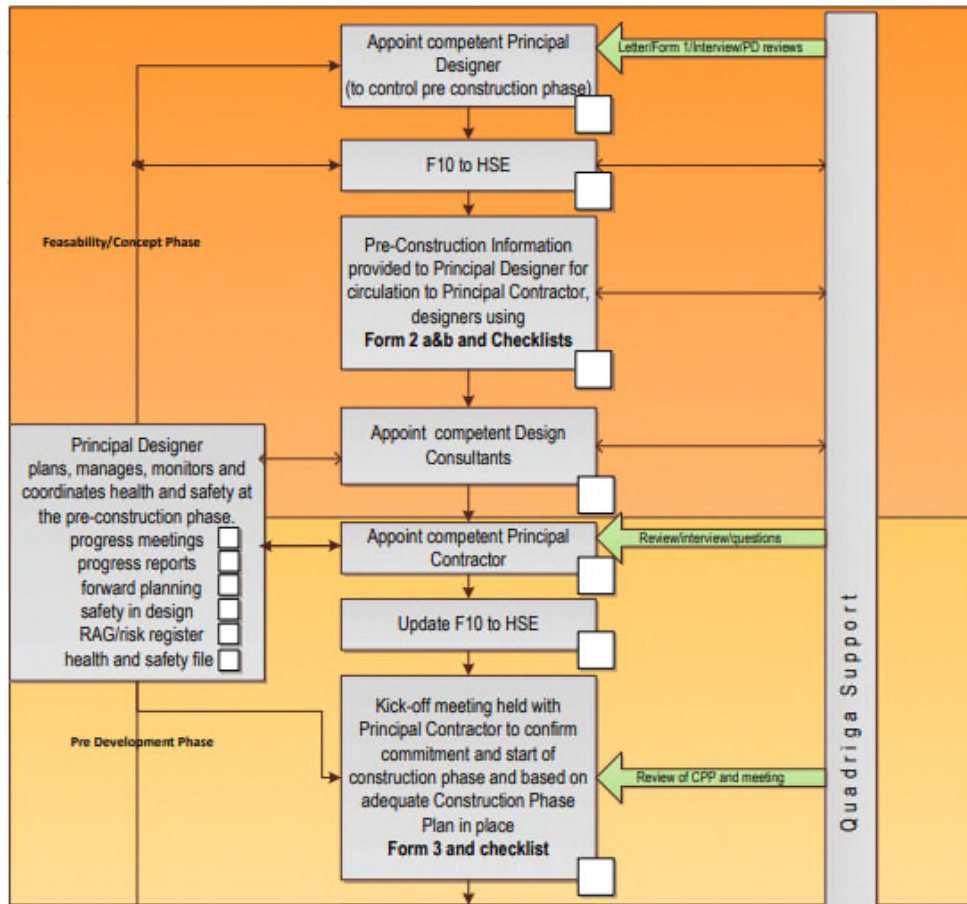 Appoint competent Principal
Designer
(to control pre construction phase)
Letter/Form 1/Interview/PD reviews
F10 to HSE
Feasability/Concept Phase
Pre-Construction Information
provided to Principal Designer for
circulation to Principal Contractor,
designers using
Form 2 a&b and Checklists
Appoint competent Design
Consultants
Principal Designer
plans, manages, monitors and
coordinates health and safety at
the pre-construction phase.
progress meetings
progress reports
forward planning
safety in design
RAG/risk register
health and safety file
Appoint competent Principal
Contractor
Review/interview/questions
Update F10 to HSE
Pre Development Phase
Kick-off meeting held with
Principal Contractor to confirm
commitment and start of
construction phase and based on
adequate Construction Phase
Plan in place
Form 3 and checklist
Review of CPP and meeting
Quadriga Support